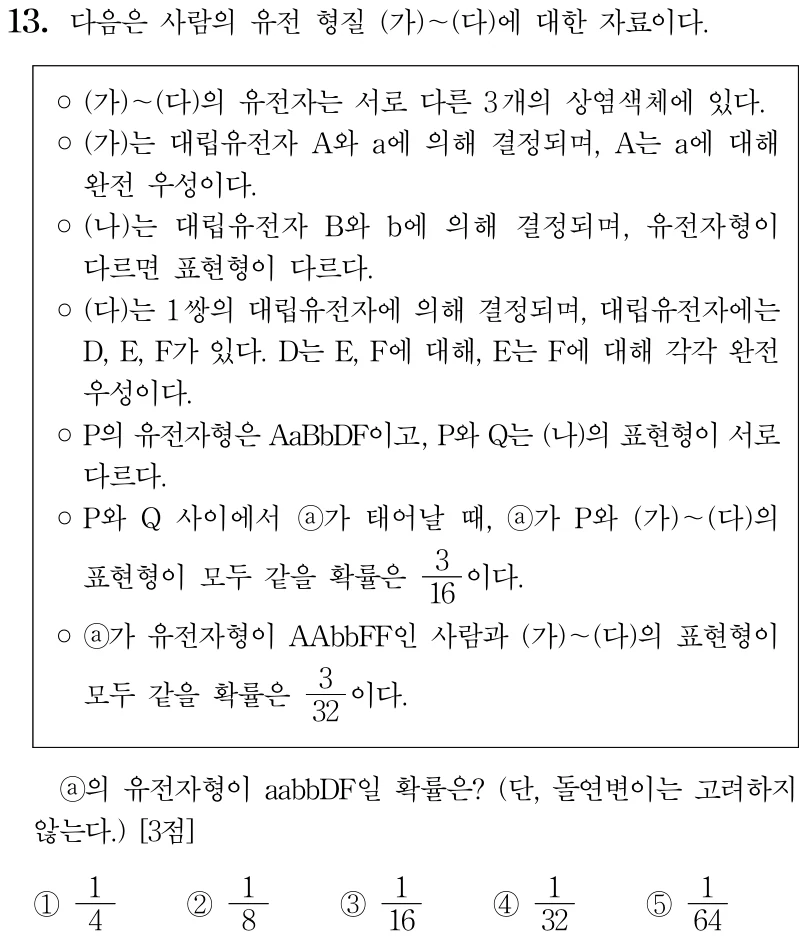 13. 다음은 사람의 유전 형질 (가)~(다)에 대한 자료이다.
○ (가)~(다)의 유전자는 서로 다른 3개의 상염색체에 있다.
○ (가)는 대립유전자 A와 a에 의해 결정되며, A는 a에 대해
완전 우성이다.
○ (나)는 대립유전자 B와 b에 의해 결정되며, 유전자형이
다르면 표현형이 다르다.
○ (다)는 1쌍의 대립유전자에 의해 결정되며, 대립유전자에는
D, E, F가 있다. D는 E, F에 대해, E는 F에 대해 각각 완전
우성이다.
○ P의 유전자형은 AaBbDF이고, P와 Q는 (나)의 표현형이 서로
다르다.
○ P와 Q 사이에서 ⓐ가 태어날 때, ⓐ가 P와 (가)~(다)의
표현형이 모두 같을 확률은 3/16이다.
○ ⓐ가 유전자형이 AAbbFF인 사람과 (가)~(다)의 표현형이
모두 같을 확률은 3/32이다.
ⓐ의 유전자형이 aabbDF일 확률은? (단, 돌연변이는 고려하지
않는다.) [3점]
① 1/4 ② 1/8 ③ 1/16 ④ 1/32 ⑤ 1/64